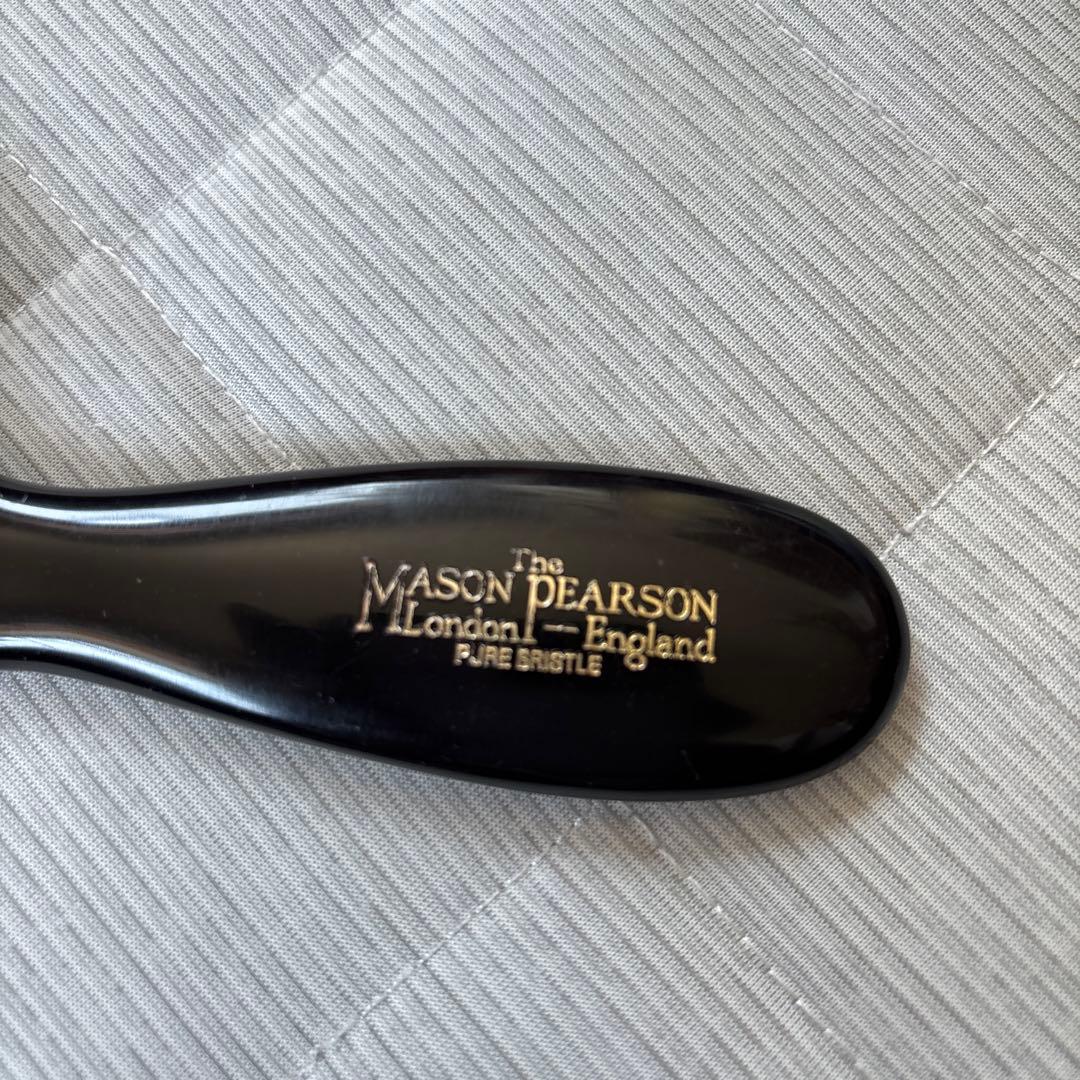 The
MASON PEARSON
London — England
PURE BRISTLE